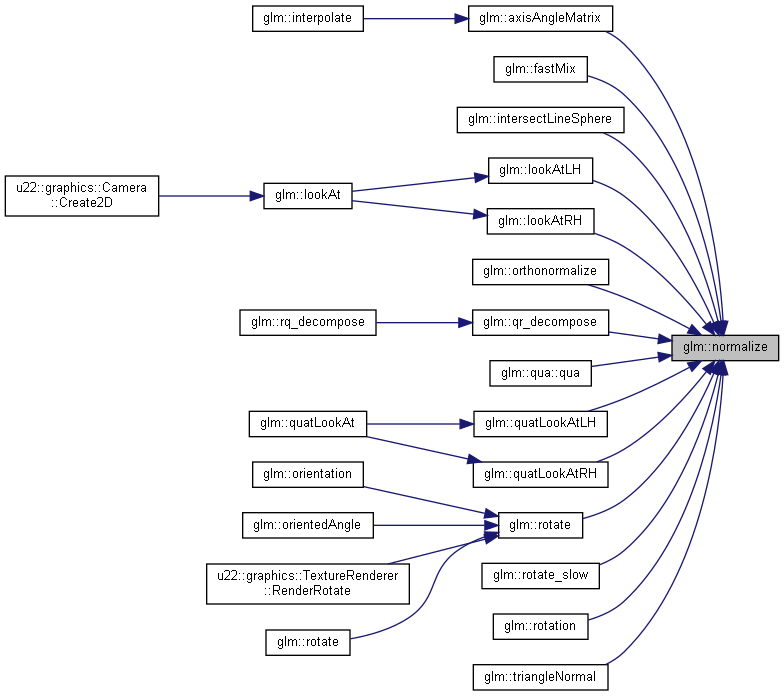 glm::interpolate
glm::axisAngleMatrix
glm::fastMix
glm::intersectLineSphere
glm::lookAtLH
u22::graphics::Camera
::Create2D
glm::lookAt
glm::lookAtRH
glm::orthonormalize
glm::rq_decompose
glm::qr_decompose
glm::normalize
glm::qua::qua
glm::quatLookAt
glm::quatLookAtLH
glm::orientation
glm::quatLookAtRH
glm::orientedAngle
glm::rotate
u22::graphics::TextureRenderer
::RenderRotate
glm::rotate_slow
glm::rotate
glm::rotation
glm::triangleNormal